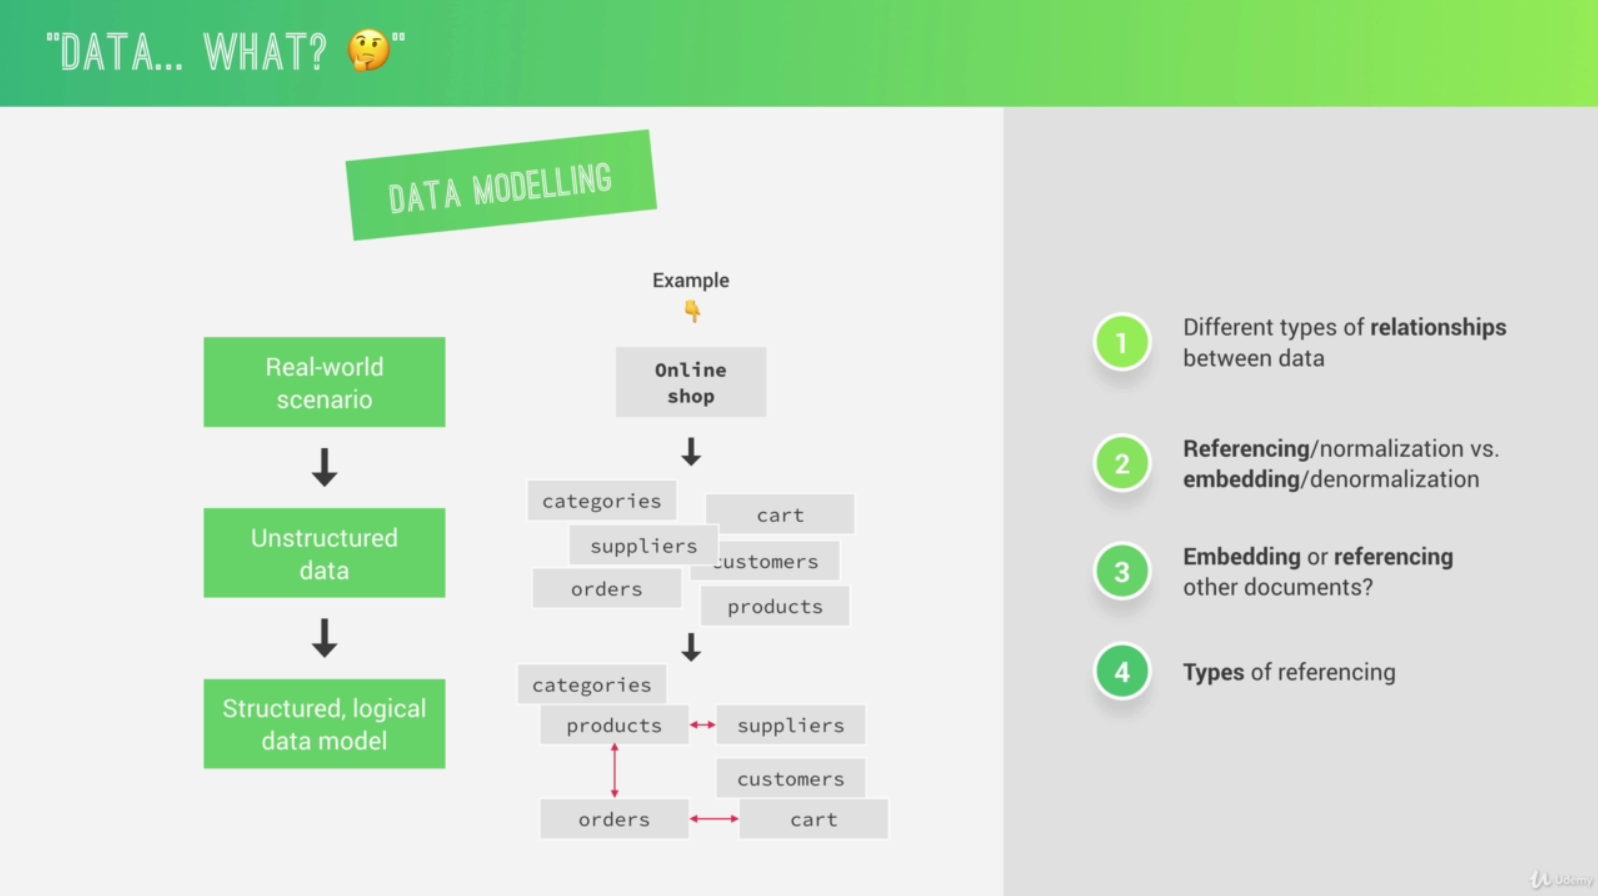 "DATA... WHAT? 🤔"
DATA MODELLING
Example
👇
Real-world
scenario
Unstructured
data
Structured, logical
data model
Online
shop
categories
cart
suppliers
customers
orders
products
categories
products
suppliers
customers
orders
cart
1
Different types of relationships
between data
2
Referencing/normalization vs.
embedding/denormalization
3
Embedding or referencing
other documents?
4
Types of referencing
Udemy